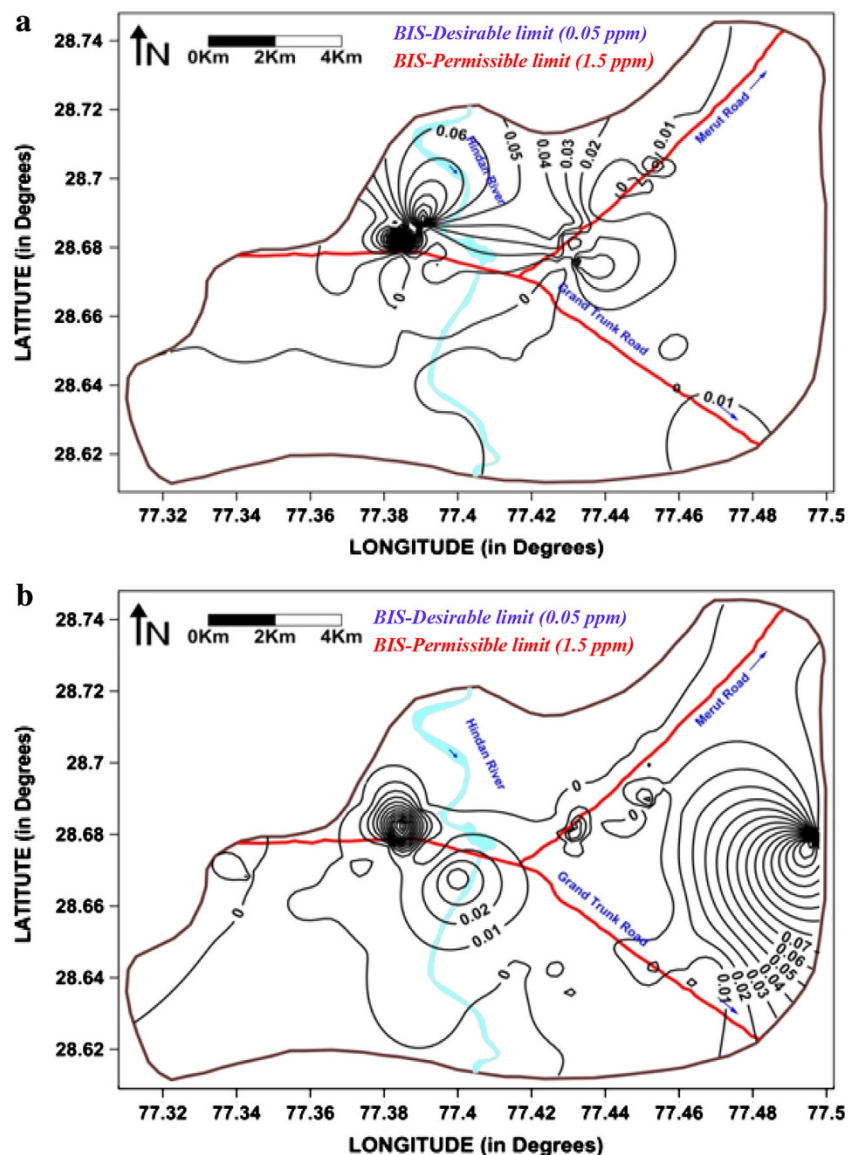 a
N
0Km 2Km 4Km
BIS-Desirable limit (0.05 ppm)
BIS-Permissible limit (1.5 ppm)
28.74
28.72
28.7
28.68
28.66
28.64
28.62
LATITUTE (in Degrees)
0.06
0.05
0.04
0.03
0.02
0.01
0
0
0
0
0.01
Hindan River
Merut Road
Grand Trunk Road
77.32 77.34 77.36 77.38 77.4 77.42 77.44 77.46 77.48 77.5
LONGITUDE (in Degrees)
b
N
0Km 2Km 4Km
BIS-Desirable limit (0.05 ppm)
BIS-Permissible limit (1.5 ppm)
28.74
28.72
28.7
28.68
28.66
28.64
28.62
LATITUTE (in Degrees)
Hindan River
Merut Road
Grand Trunk Road
0
0
0
0
0.02
0.01
0.07
0.06
0.05
0.04
0.03
0.02
0.01
77.32 77.34 77.36 77.38 77.4 77.42 77.44 77.46 77.48 77.5
LONGITUDE (in Degrees)